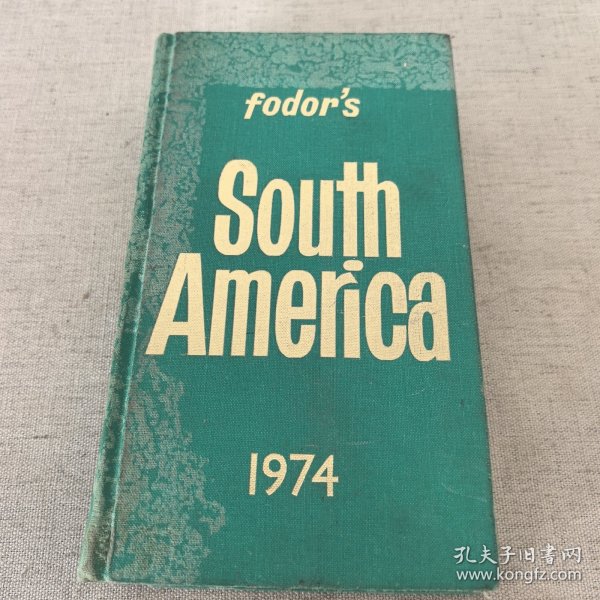 fodor's
South
America
1974
孔夫子旧书网
www.kongfz.com